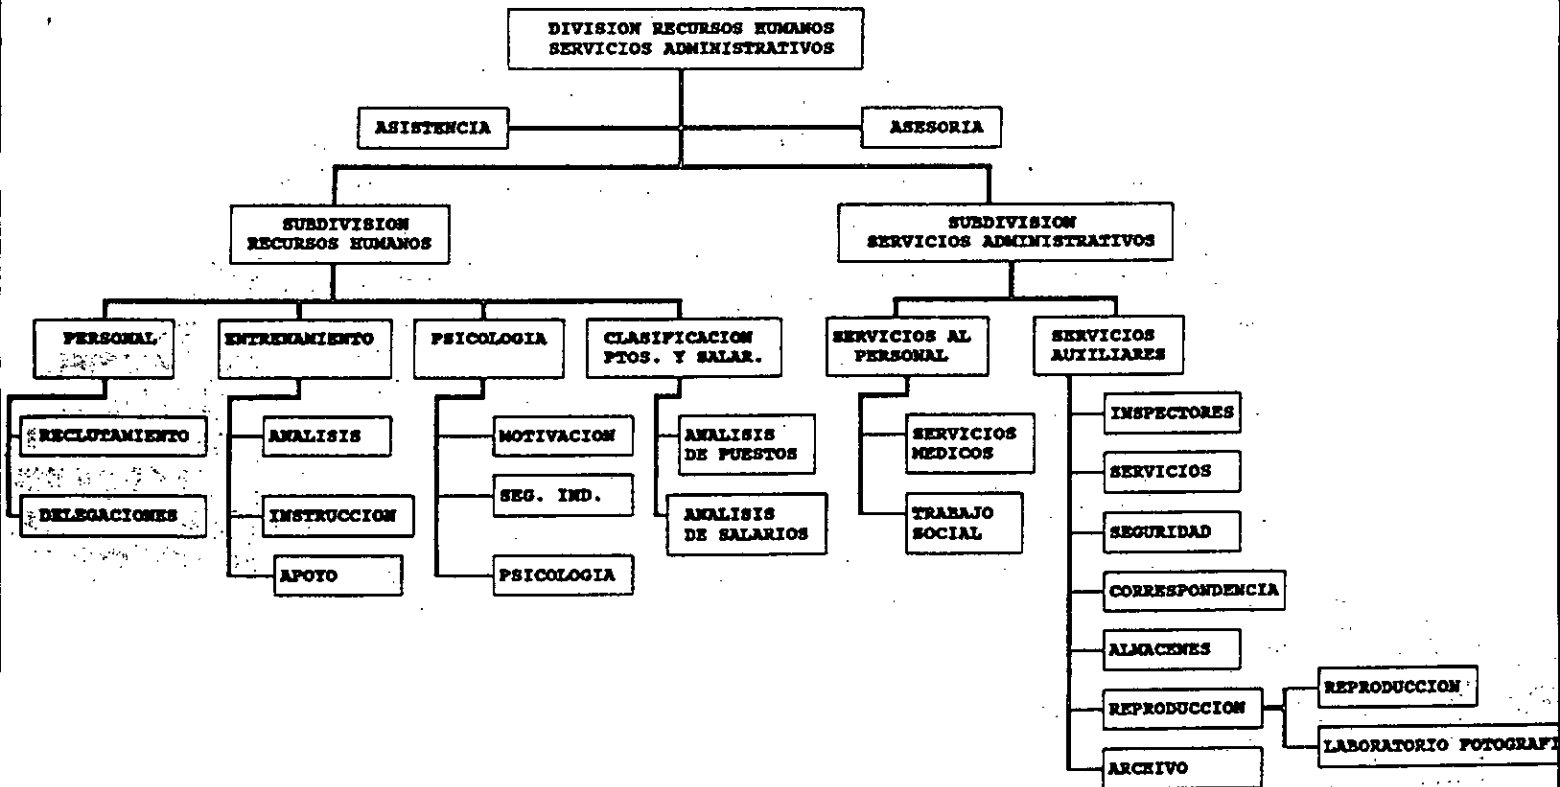 DIVISION RECURSOS HUMANOS
SERVICIOS ADMINISTRATIVOS
ASISTENCIA
ASESORIA
SUBDIVISION
RECURSOS HUMANOS
SUBDIVISION
SERVICIOS ADMINISTRATIVOS
PERSONAL
ENTRENAMIENTO
PSICOLOGIA
CLASIFICACION
PTOS. Y SALAR.
SERVICIOS AL
PERSONAL
SERVICIOS
AUXILIARES
RECLUTAMIENTO
DELEGACIONES
ANALISIS
INSTRUCCION
APOYO
MOTIVACION
SEG. IND.
PSICOLOGIA
ANALISIS
DE PUESTOS
ANALISIS
DE SALARIOS
SERVICIOS
MEDICOS
TRABAJO
SOCIAL
INSPECTORES
SERVICIOS
SEGURIDAD
CORRESPONDENCIA
ALMACENES
REPRODUCCION
ARCHIVO
REPRODUCCION
LABORATORIO FOTOGRAFI